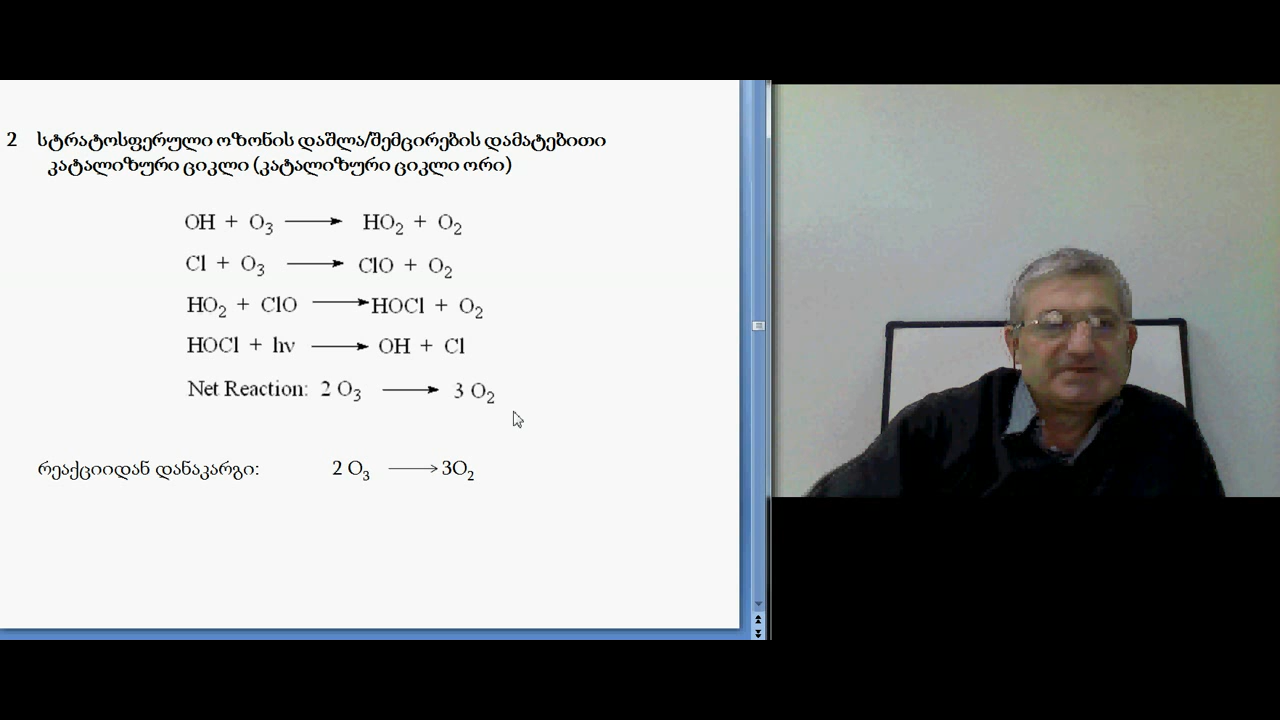 2 სტრატოსფერული ოზონის დაშლა/შემცირების დამატებითი
კატალიზური ციკლი (კატალიზური ციკლი ორი)
OH + O₃ ⟶ HO₂ + O₂
Cl + O₃ ⟶ ClO + O₂
HO₂ + ClO ⟶ HOCl + O₂
HOCl + hν ⟶ OH + Cl
Net Reaction: 2 O₃ ⟶ 3 O₂
რეაქციიდან დანაკარგი: 2 O₃ ⟶ 3O₂